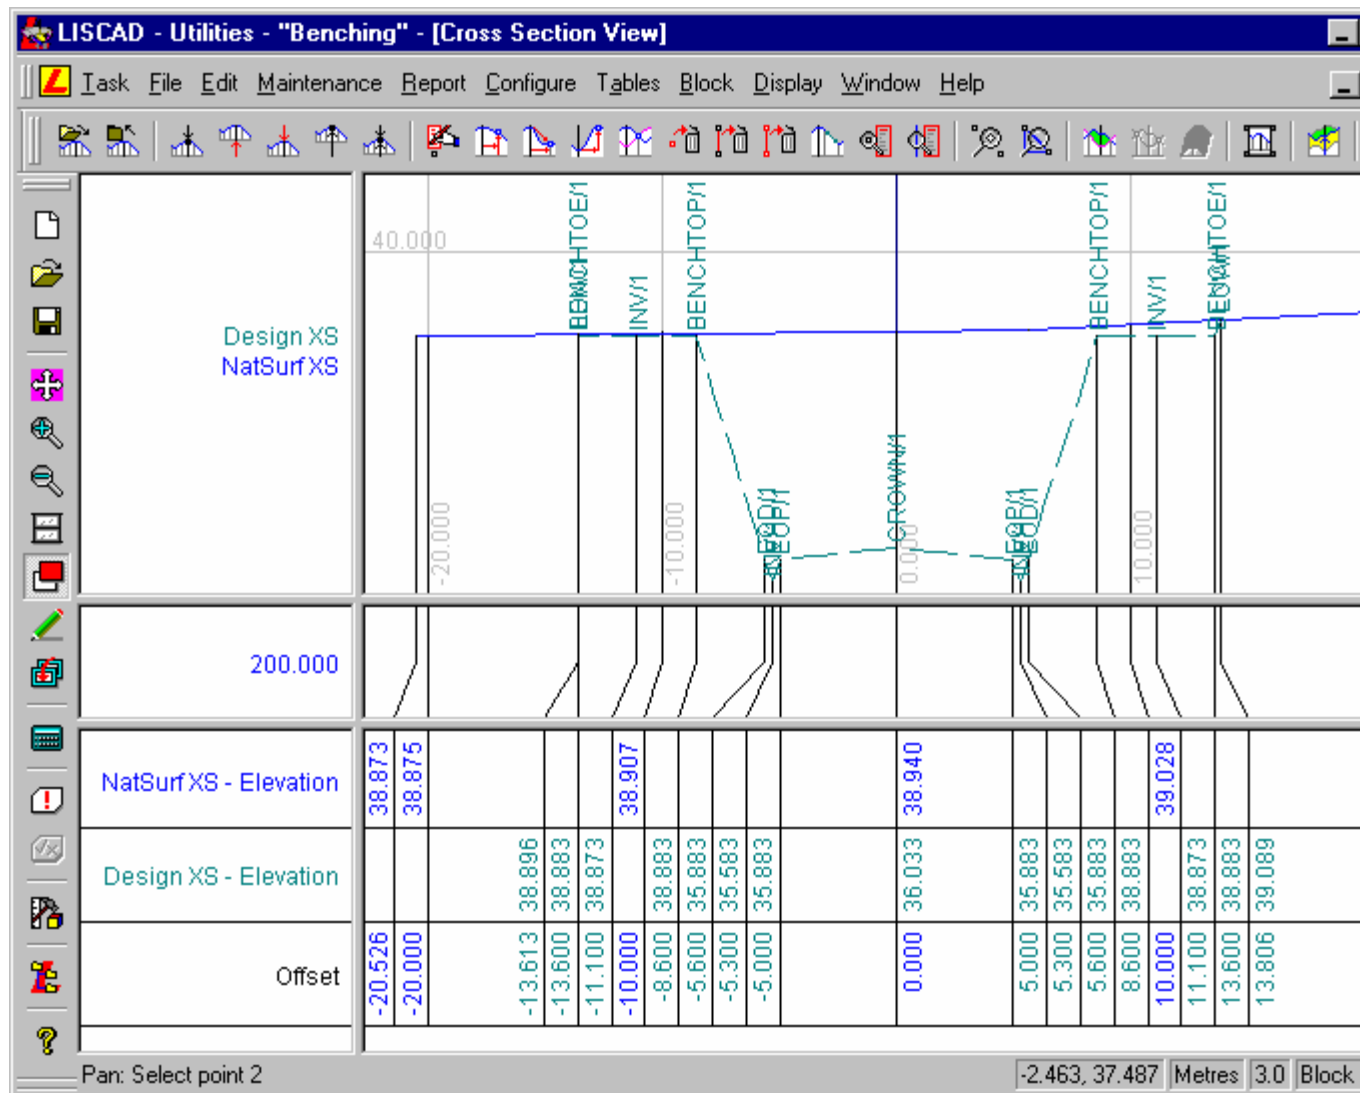 LISCAD - Utilities - "Benching" - [Cross Section View]
Task File Edit Maintenance Report Configure Tables Block Display Window Help
Design XS
NatSurf XS
40.000
BENCHTOE/1
INV/1
BENCHTOP/1
CROWN/1
BENCHTOP/1
INV/1
BENCHTOE/1
-20.000
-10.000
0.000
10.000
200.000
NatSurf XS - Elevation
38.873 38.875 38.907 38.940 39.028
Design XS - Elevation
38.896 38.883 38.873 38.883 35.883 35.583 35.883 36.033 35.883 35.583 35.883 38.883 38.873 38.883 39.089
Offset
-20.526 -20.000 -13.613 -13.600 -11.100 -10.000 -8.600 -5.600 -5.300 -5.000 0.000 5.000 5.300 5.600 8.600 10.000 11.100 13.600 13.806
Pan: Select point 2
-2.463, 37.487 Metres 3.0 Block